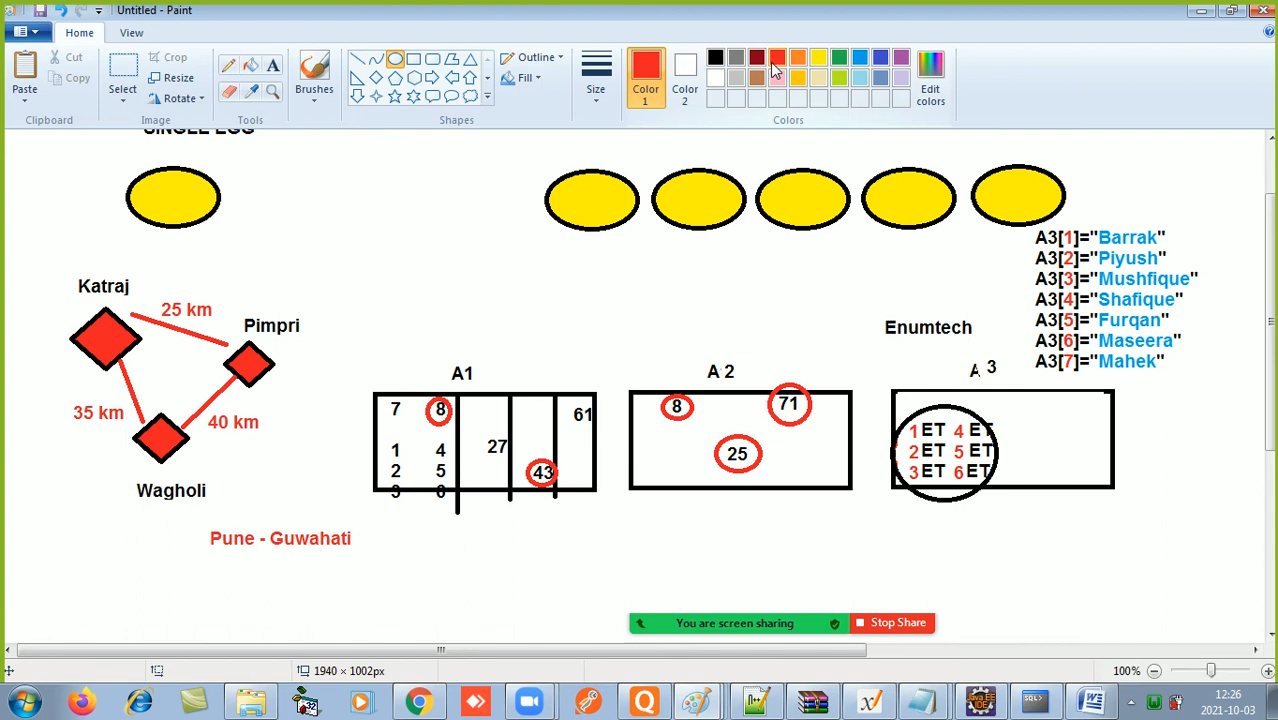 Untitled - Paint
Home
View
Paste
Cut
Copy
Clipboard
Select
Crop
Resize
Rotate
Image
Tools
Brushes
Outline
Fill
Shapes
Size
Color 1
Color 2
Edit colors
Colors
SINGLE EGG
A3[1]="Barrak"
A3[2]="Piyush"
A3[3]="Mushfique"
A3[4]="Shafique"
A3[5]="Furqan"
A3[6]="Maseera"
A3[7]="Mahek"
Katraj
25 km
Pimpri
35 km
40 km
Wagholi
Pune - Guwahati
A1
7 8
1 4
2 5
3 6
27
43
61
A 2
8
71
25
Enumtech
A 3
1 ET 4 ET
2 ET 5 ET
3 ET 6 ET
You are screen sharing
Stop Share
1940 × 1002px
100%
12:26
2021-10-03